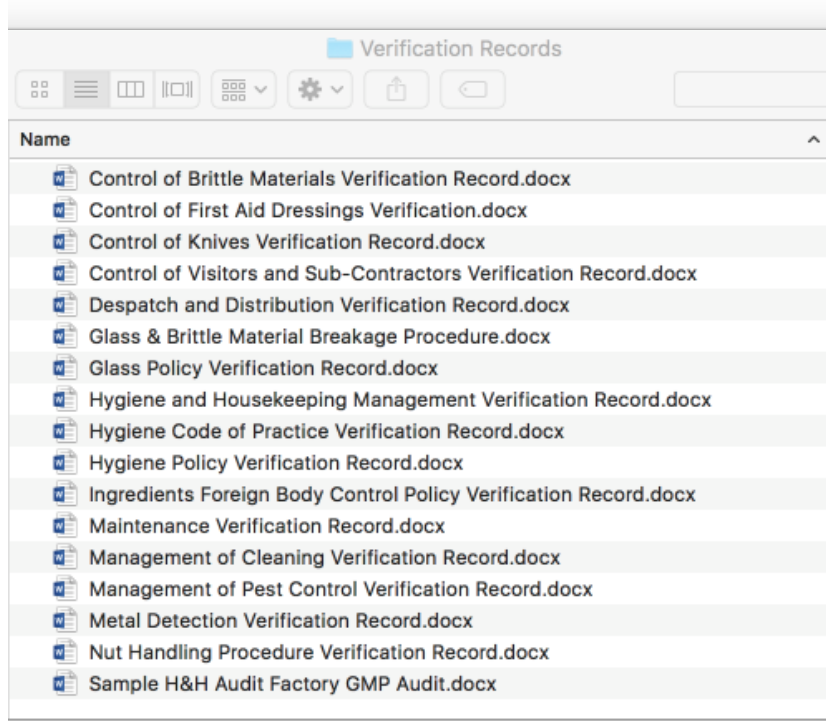 Verification Records
Name
Control of Brittle Materials Verification Record.docx
Control of First Aid Dressings Verification.docx
Control of Knives Verification Record.docx
Control of Visitors and Sub-Contractors Verification Record.docx
Despatch and Distribution Verification Record.docx
Glass & Brittle Material Breakage Procedure.docx
Glass Policy Verification Record.docx
Hygiene and Housekeeping Management Verification Record.docx
Hygiene Code of Practice Verification Record.docx
Hygiene Policy Verification Record.docx
Ingredients Foreign Body Control Policy Verification Record.docx
Maintenance Verification Record.docx
Management of Cleaning Verification Record.docx
Management of Pest Control Verification Record.docx
Metal Detection Verification Record.docx
Nut Handling Procedure Verification Record.docx
Sample H&H Audit Factory GMP Audit.docx